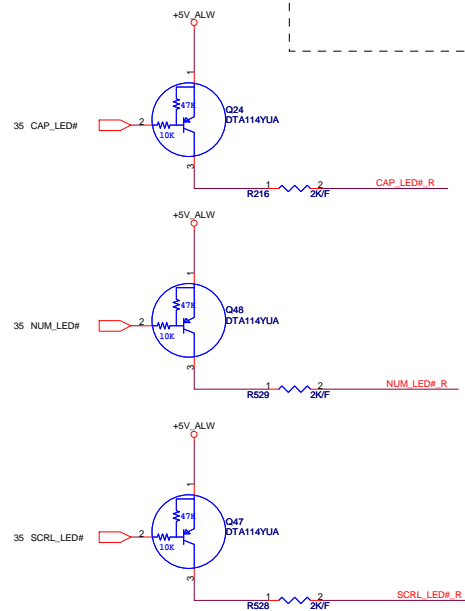 +5V_ALW
1
47K
Q24
DTA114YUA
35 CAP_LED#
2
10K
3
1 2 CAP_LED#_R
R216 2K/F
+5V_ALW
1
47K
Q48
DTA114YUA
35 NUM_LED#
2
10K
3
1 2 NUM_LED#_R
R529 2K/F
+5V_ALW
1
47K
Q47
DTA114YUA
35 SCRL_LED#
2
10K
3
1 2 SCRL_LED#_R
R528 2K/F